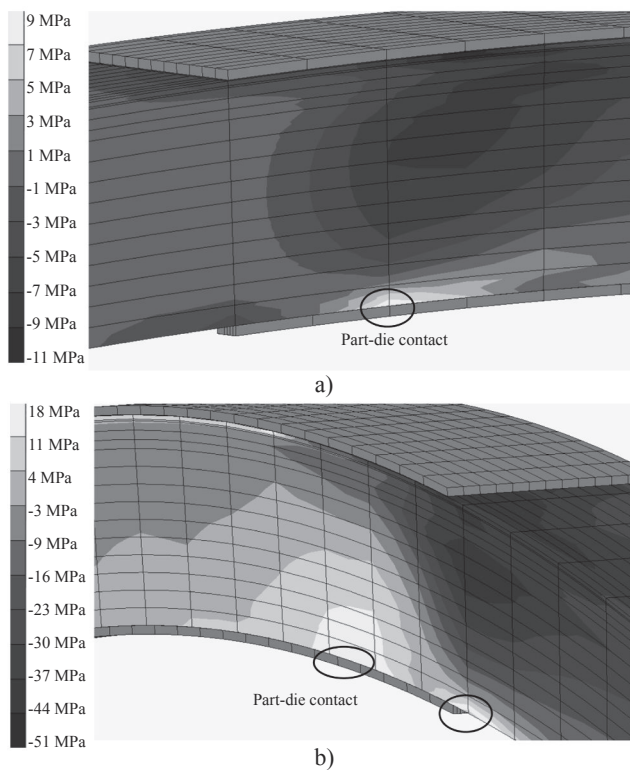 9 MPa
7 MPa
5 MPa
3 MPa
1 MPa
-1 MPa
-3 MPa
-5 MPa
-7 MPa
-9 MPa
-11 MPa
Part-die contact
a)
18 MPa
11 MPa
4 MPa
-3 MPa
-9 MPa
-16 MPa
-23 MPa
-30 MPa
-37 MPa
-44 MPa
-51 MPa
Part-die contact
b)